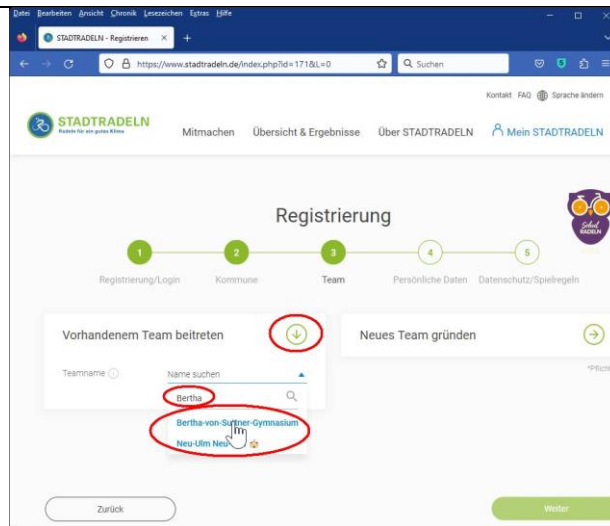 Datei Bearbeiten Ansicht Chronik Lesezeichen Extras Hilfe
STADTRADELN - Registrieren
https://www.stadtradeln.de/index.php?id=171&L=0
Suchen
Kontakt FAQ Sprache ändern
STADTRADELN
Radeln für ein gutes Klima
Mitmachen Übersicht & Ergebnisse Über STADTRADELN Mein STADTRADELN
Registrierung
Schul
RADELN
1 2 3 4 5
Registrierung/Login Kommune Team Persönliche Daten Datenschutz/Spielregeln
Vorhandenem Team beitreten
Neues Team gründen
Teamname
Name suchen
*Pflicht
Bertha
Bertha-von-Suttner-Gymnasium
Neu-Ulm Neu-
Zurück
Weiter